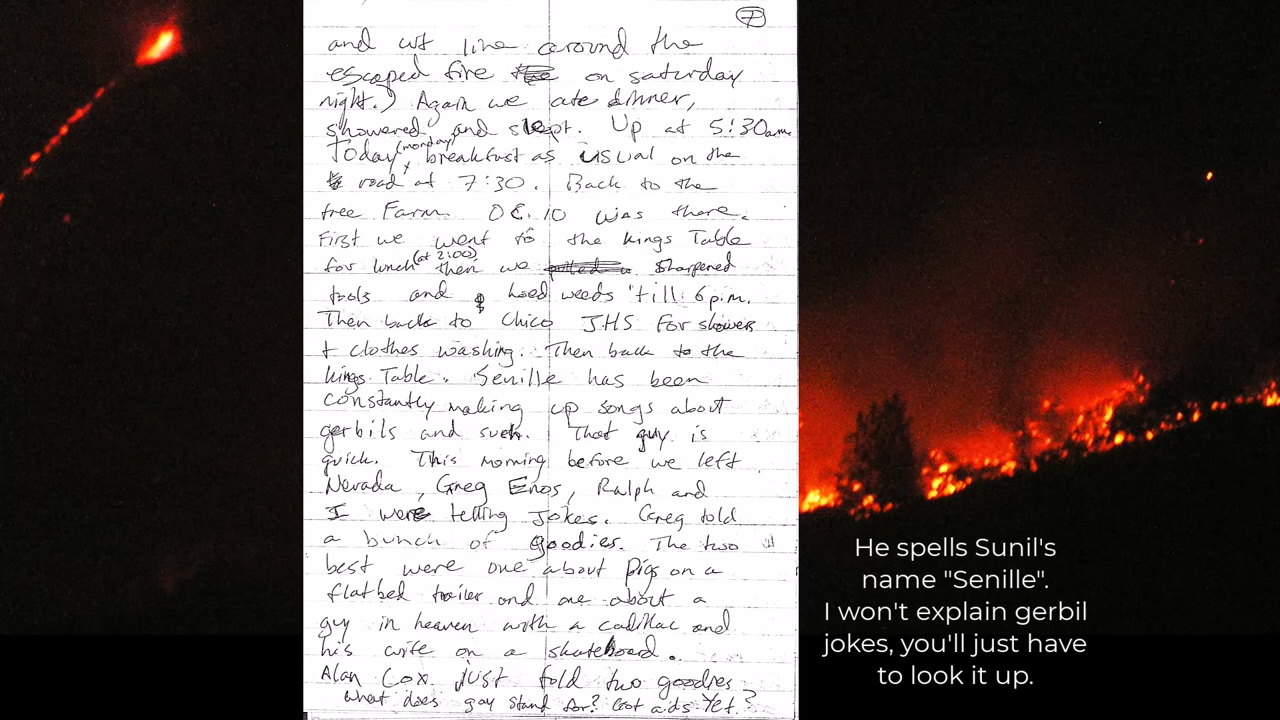 7
and cut line around the
escaped fire on saturday
night.) Again we ate dinner,
showered and slept. Up at 5:30am
Today, (monday) breakfast as usual on the
road at 7:30. Back to the
tree Farm. OE.10 was there.
First we went to the kings Table
for lunch (at 2:00) then we sharpened
tools and hoed weeds 'till 6p.m.
Then back to Chico JHS for showers
+ clothes washing. Then back to the
kings Table. Senille has been
constantly making up songs about
gerbils and such. That guy is
quick. This morning before we left
Nevada, Greg Enos, Ralph and
I were telling Jokes. Greg told
a bunch of goodies. The two
best were one about pigs on a
flatbed trailer and one about a
guy in heaven with a cadillac and
his wife on a skateboard.
Alan Cox just told two goodies
what does gay stand for? Got aids Yet?
He spells Sunil's
name "Senille".
I won't explain gerbil
jokes, you'll just have
to look it up.